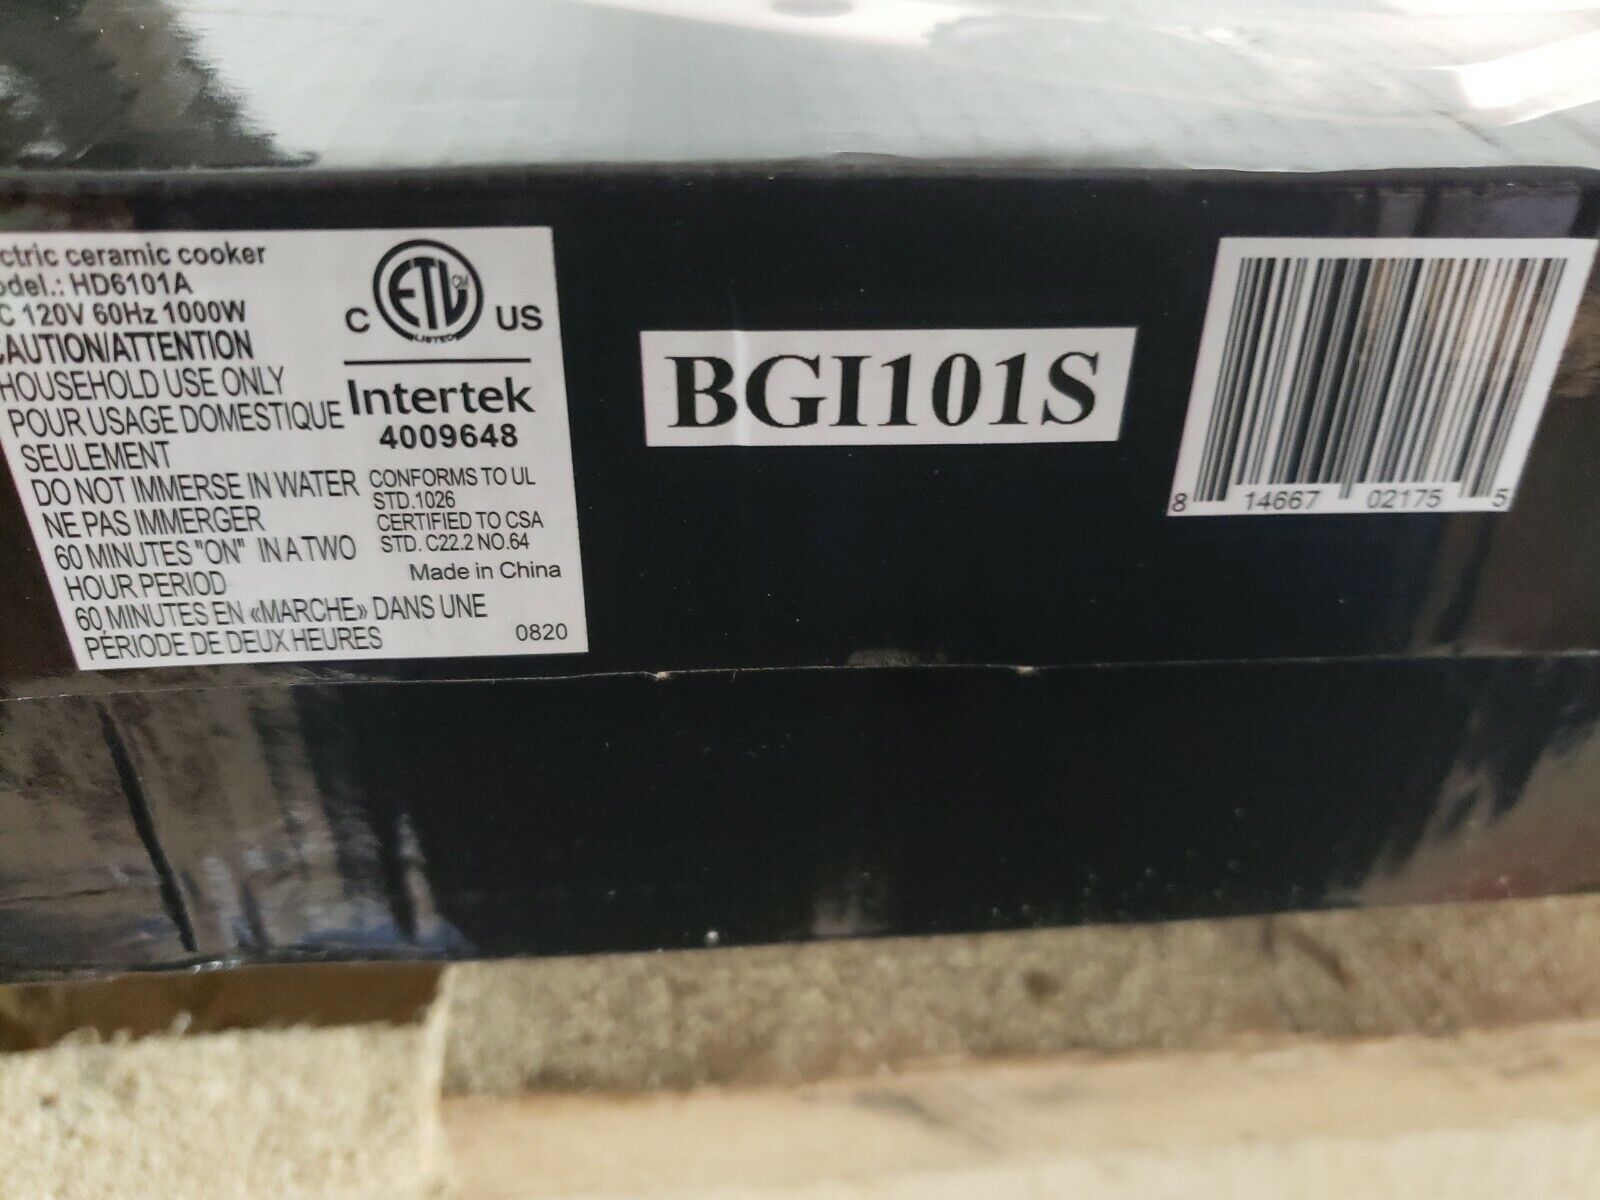 ctric ceramic cooker
odel.: HD6101A
C 120V 60Hz 1000W
CAUTION/ATTENTION
HOUSEHOLD USE ONLY
POUR USAGE DOMESTIQUE
SEULEMENT
DO NOT IMMERSE IN WATER
NE PAS IMMERGER
60 MINUTES "ON" IN A TWO
HOUR PERIOD
60 MINUTES EN «MARCHE» DANS UNE
PÉRIODE DE DEUX HEURES
C ETL CM US
LISTED
Intertek
4009648
CONFORMS TO UL
STD.1026
CERTIFIED TO CSA
STD. C22.2 NO.64
Made in China
0820
BGI101S
8 14667 02175 5